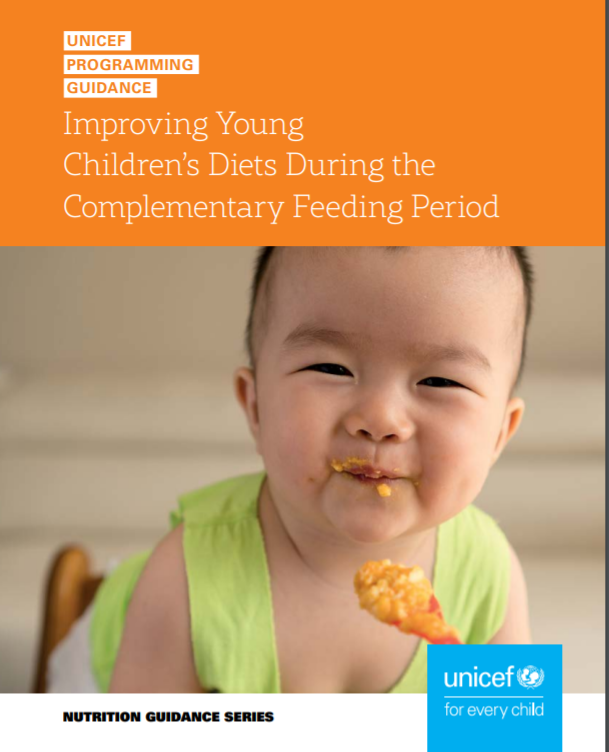 UNICEF
PROGRAMMING
GUIDANCE
Improving Young
Children’s Diets During the
Complementary Feeding Period
unicef
for every child
NUTRITION GUIDANCE SERIES